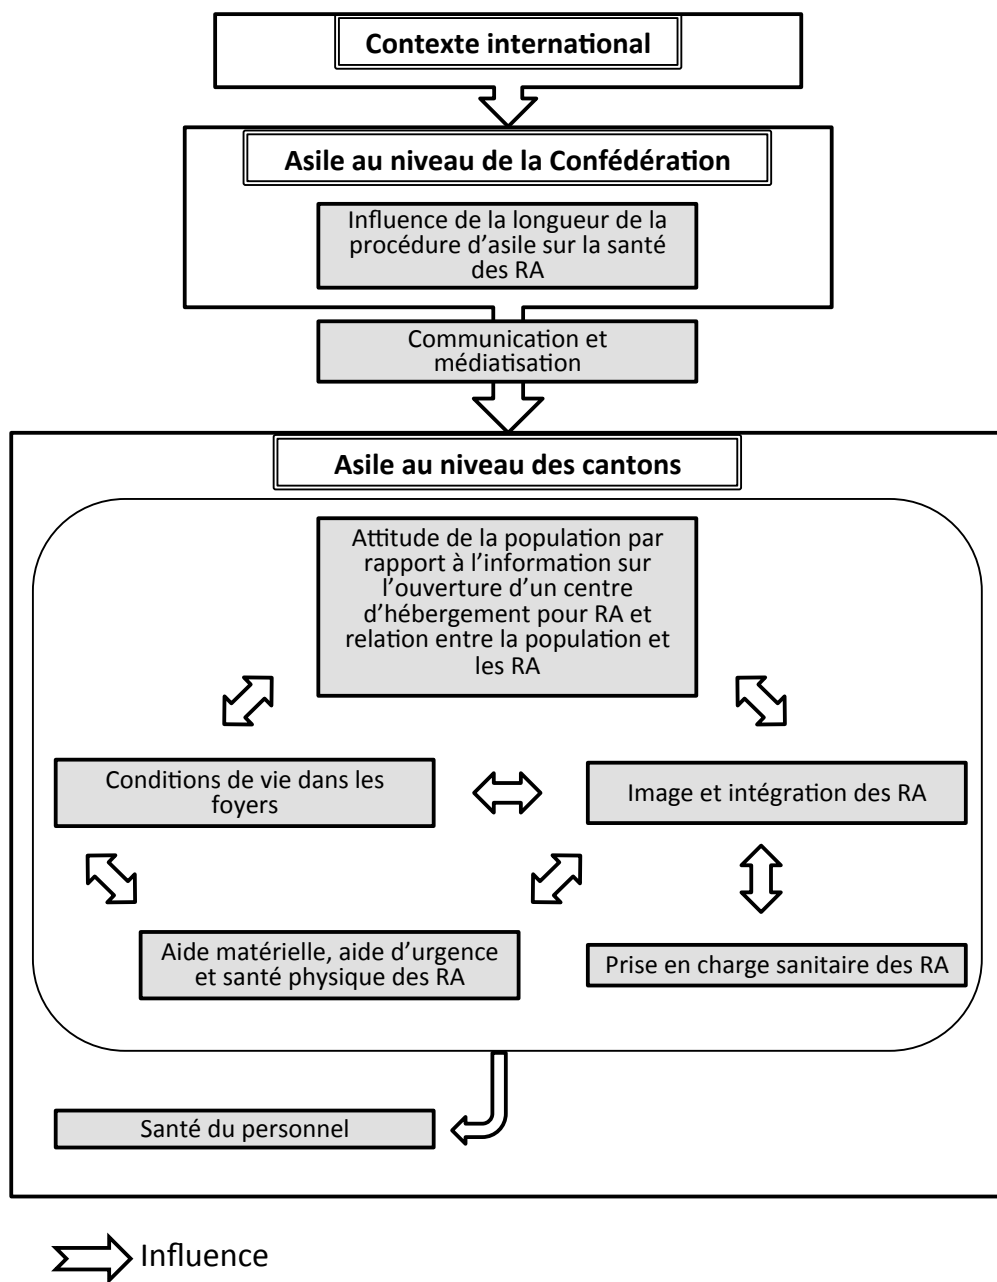 Contexte international
Asile au niveau de la Confédération
Influence de la longueur de la
procédure d'asile sur la santé
des RA
Communication et
médiatisation
Asile au niveau des cantons
Attitude de la population par
rapport à l’information sur
l’ouverture d’un centre
d’hébergement pour RA et
relation entre la population et
les RA
Conditions de vie dans les
foyers
Image et intégration des RA
Aide matérielle, aide d’urgence
et santé physique des RA
Prise en charge sanitaire des RA
Santé du personnel
Influence